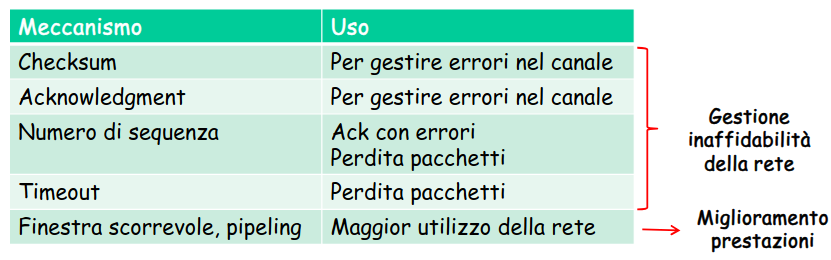 Meccanismo Uso
Checksum Per gestire errori nel canale
Acknowledgment Per gestire errori nel canale
Numero di sequenza Ack con errori
Perdita pacchetti
Timeout Perdita pacchetti
Finestra scorrevole, pipeling Maggior utilizzo della rete
Gestione
inaffidabilità
della rete
Miglioramento
prestazioni